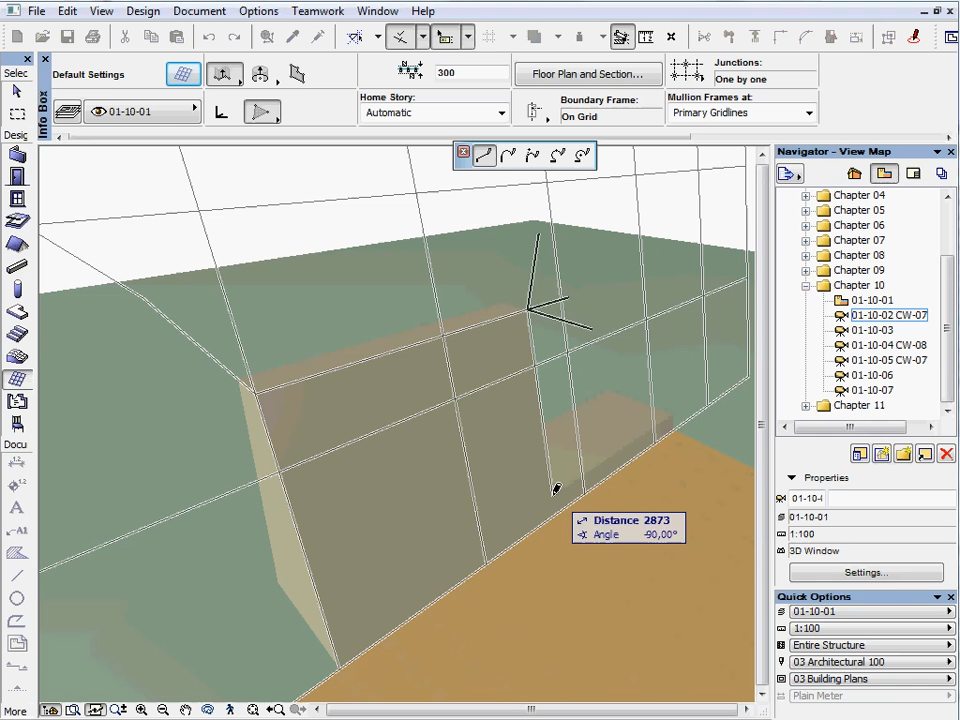 File Edit View Design Document Options Teamwork Window Help
Selec
Default Settings
300
Floor Plan and Section...
Junctions:
One by one
Info Box
01-10-01
Home Story:
Automatic
Boundary Frame:
On Grid
Mullion Frames at:
Primary Gridlines
Desig
Navigator - View Map
Chapter 04
Chapter 05
Chapter 06
Chapter 07
Chapter 08
Chapter 09
Chapter 10
01-10-01
01-10-02 CW-07
01-10-03
01-10-04 CW-08
01-10-05 CW-07
01-10-06
01-10-07
Chapter 11
Docu
A
A1
Distance 2873
Angle -90,00°
Properties
01-10-01
1:100
3D Window
Settings...
Quick Options
01-10-01
1:100
Entire Structure
03 Architectural 100
03 Building Plans
Plain Meter
More